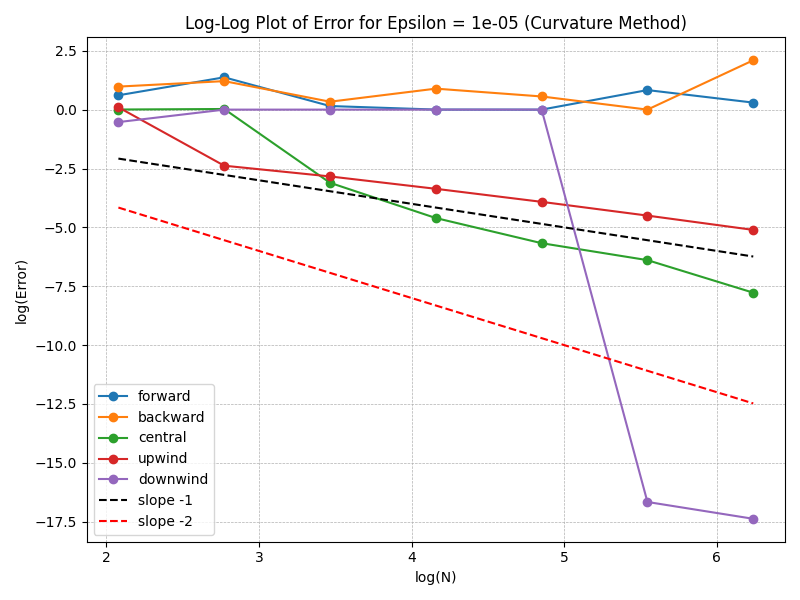 Log-Log Plot of Error for Epsilon = 1e-05 (Curvature Method)
log(Error)
2.5
0.0
−2.5
−5.0
−7.5
−10.0
−12.5
−15.0
−17.5
forward
backward
central
upwind
downwind
slope -1
slope -2
2
3
4
5
6
log(N)